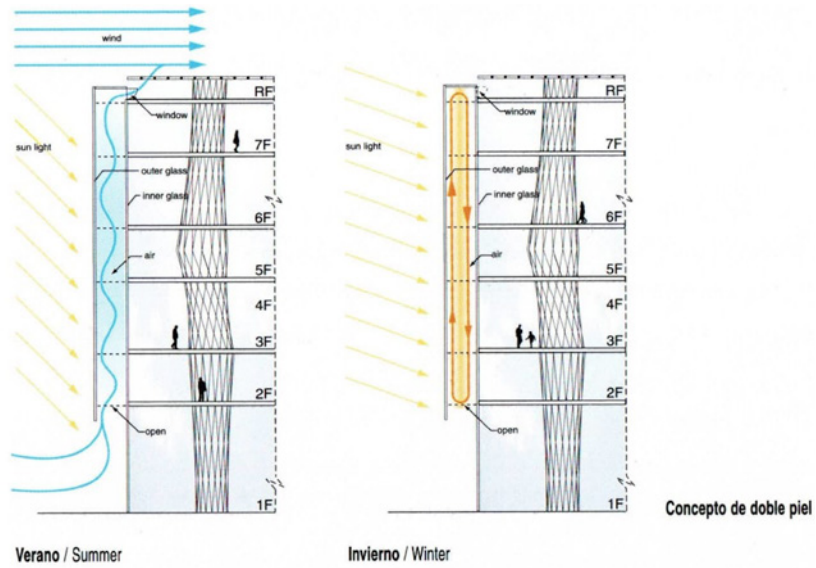 wind
RF
window
sun light
7F
outer glass
inner glass
6F
air
5F
4F
3F
2F
open
1F
Verano / Summer
RF
window
sun light
7F
outer glass
inner glass
6F
air
5F
4F
3F
2F
open
1F
Invierno / Winter
Concepto de doble piel